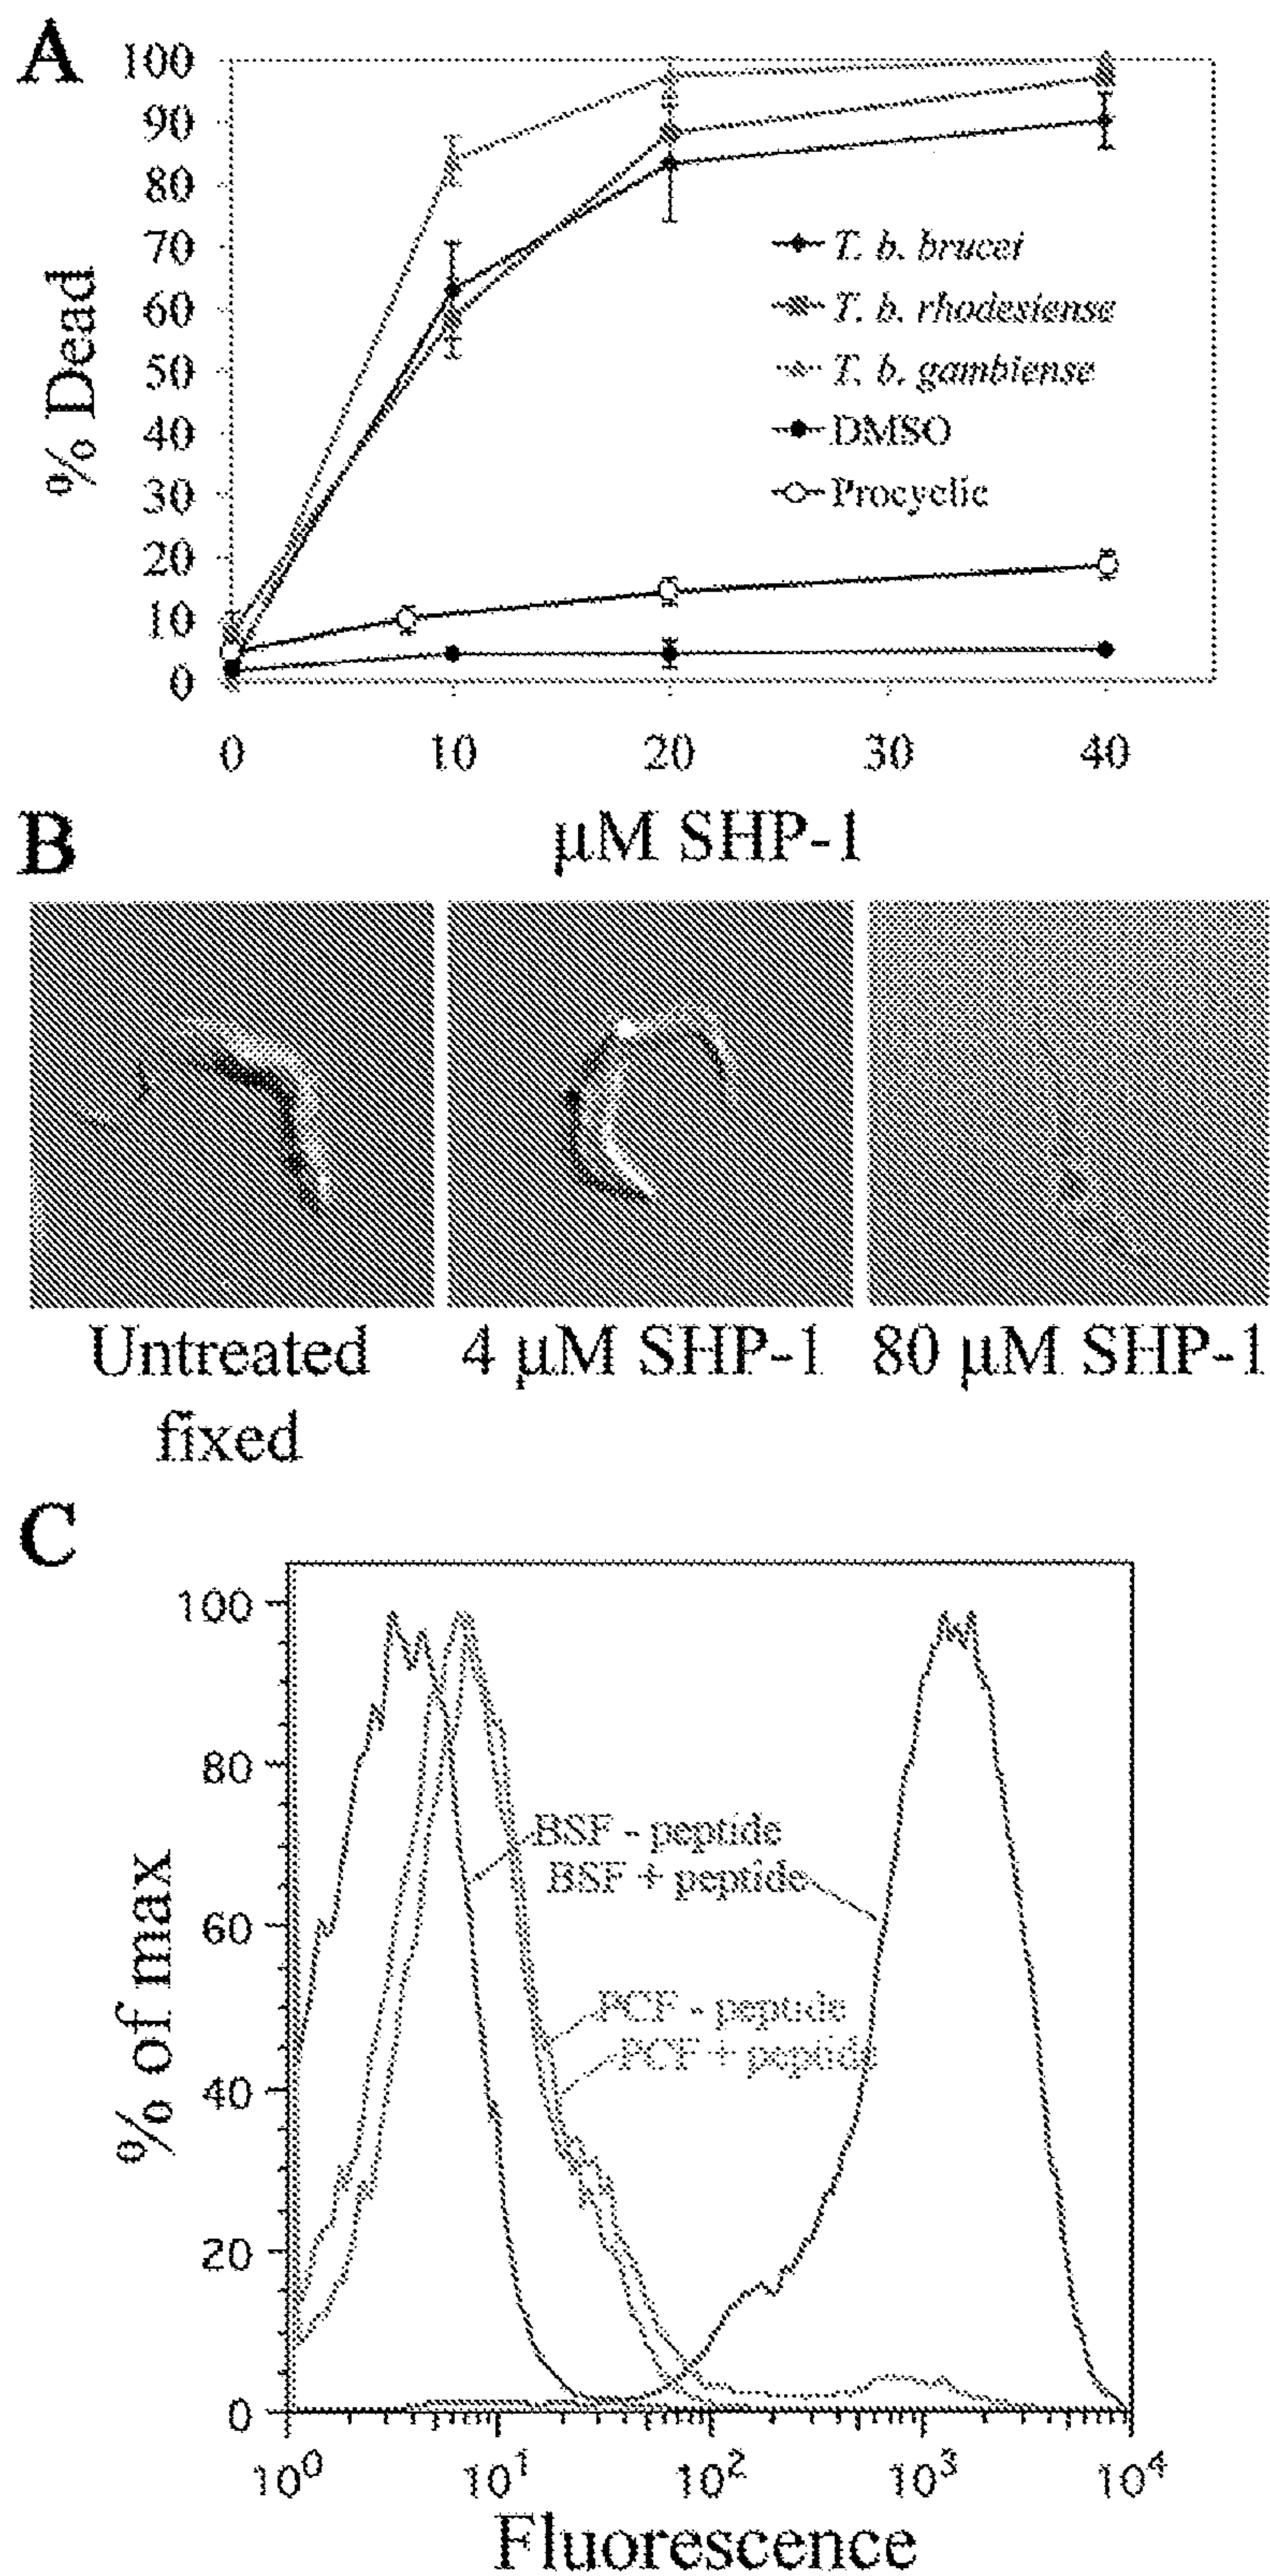 A
100
90
80
70
60
50
40
30
20
10
0
% Dead
T. b. brucei
T. b. rhodesiense
T. b. gambiense
DMSO
Procyclic
0 10 20 30 40
μM SHP-1
B
Untreated fixed
4 μM SHP-1
80 μM SHP-1
C
100
80
60
40
20
0
% of max
BSF - peptide
BSF + peptide
PCF - peptide
PCF + peptide
10⁰ 10¹ 10² 10³ 10⁴
Fluorescence